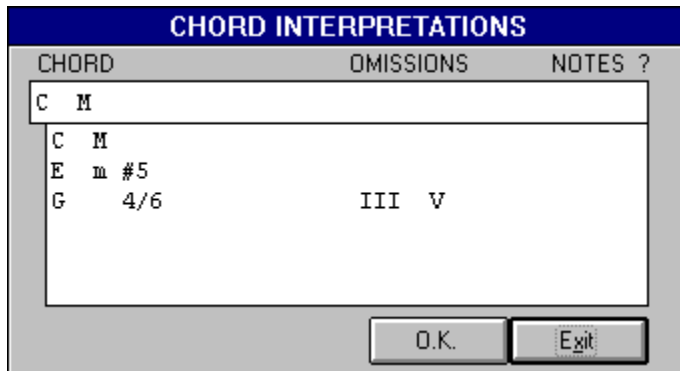 CHORD INTERPRETATIONS
CHORD OMISSIONS NOTES ?
C M
C M
E m #5
G 4/6 III V
O.K. Exit